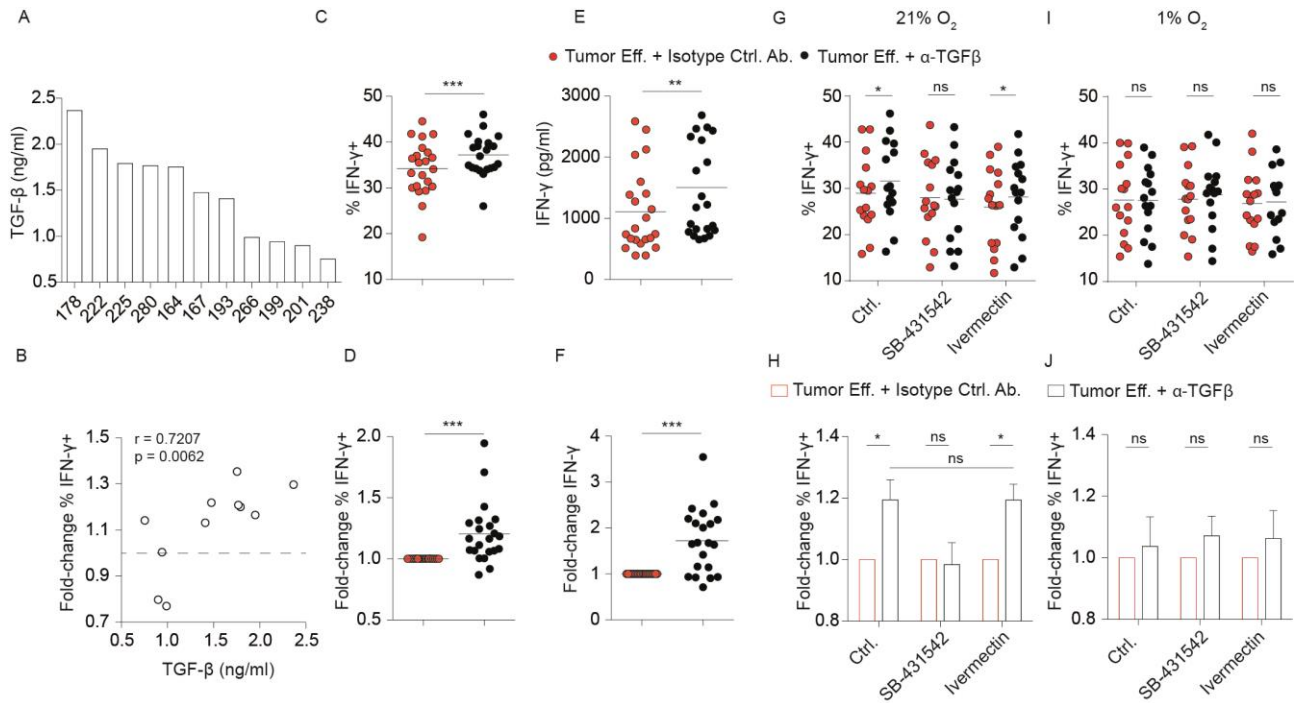 A
C
E
G
21% O2
I
1% O2
Tumor Eff. + Isotype Ctrl. Ab.
Tumor Eff. + α-TGFβ
TGF-β (ng/ml)
2.5
2.0
1.5
1.0
0.5
178
222
225
280
164
167
193
266
199
201
238
% IFN-γ+
50
40
30
20
10
***
IFN-γ (pg/ml)
3000
2000
1000
0
**
% IFN-γ+
50
40
30
20
10
*
ns
*
Ctrl.
SB-431542
Ivermectin
% IFN-γ+
50
40
30
20
10
ns
ns
ns
Ctrl.
SB-431542
Ivermectin
B
D
F
H
J
Tumor Eff. + Isotype Ctrl. Ab.
Tumor Eff. + α-TGFβ
Fold-change % IFN-γ+
1.5
1.3
1.1
0.9
0.7
r = 0.7207
p = 0.0062
0.5
1.0
1.5
2.0
2.5
TGF-β (ng/ml)
Fold-change % IFN-γ+
2.0
1.5
1.0
0.5
***
Fold-change IFN-γ
4
3
2
1
0
***
Fold-change % IFN-γ+
1.4
1.2
1.0
0.8
*
ns
*
ns
Ctrl.
SB-431542
Ivermectin
Fold-change % IFN-γ+
1.4
1.2
1.0
0.8
ns
ns
ns
Ctrl.
SB-431542
Ivermectin